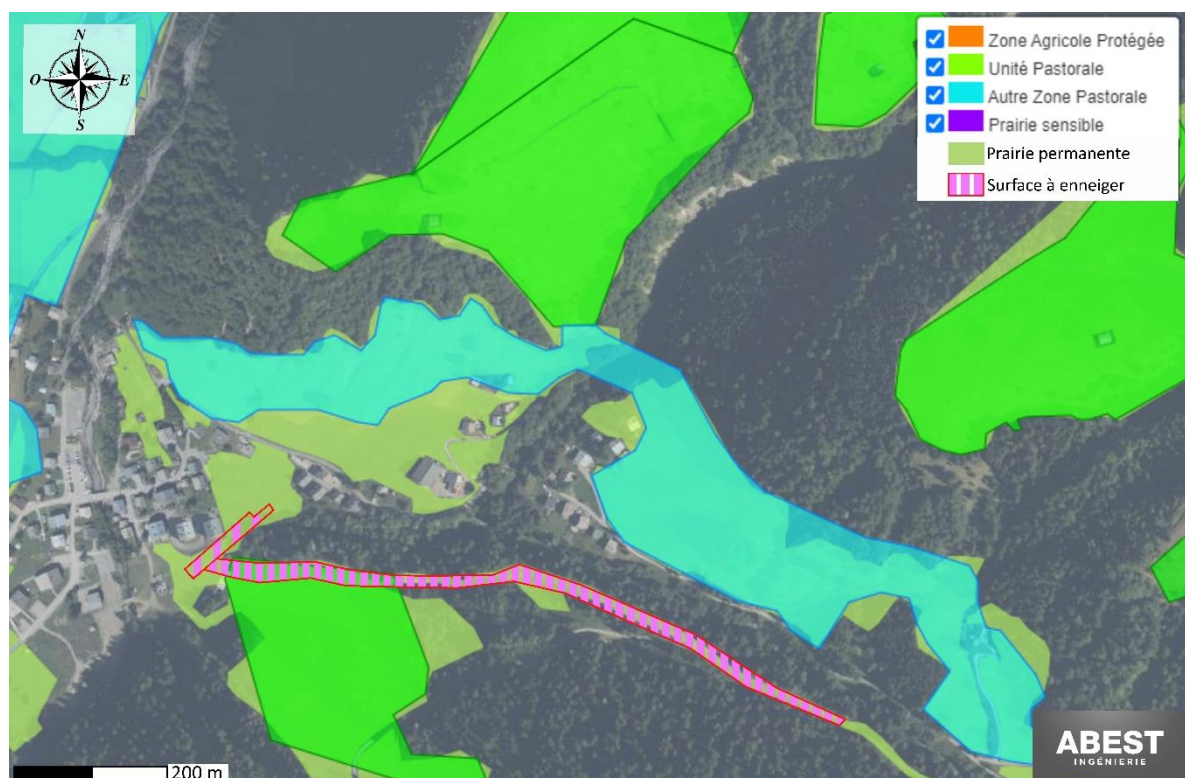 N
O E
S
Zone Agricole Protégée
Unité Pastorale
Autre Zone Pastorale
Prairie sensible
Prairie permanente
Surface à enneiger
200 m
ABEST
INGÉNIERIE